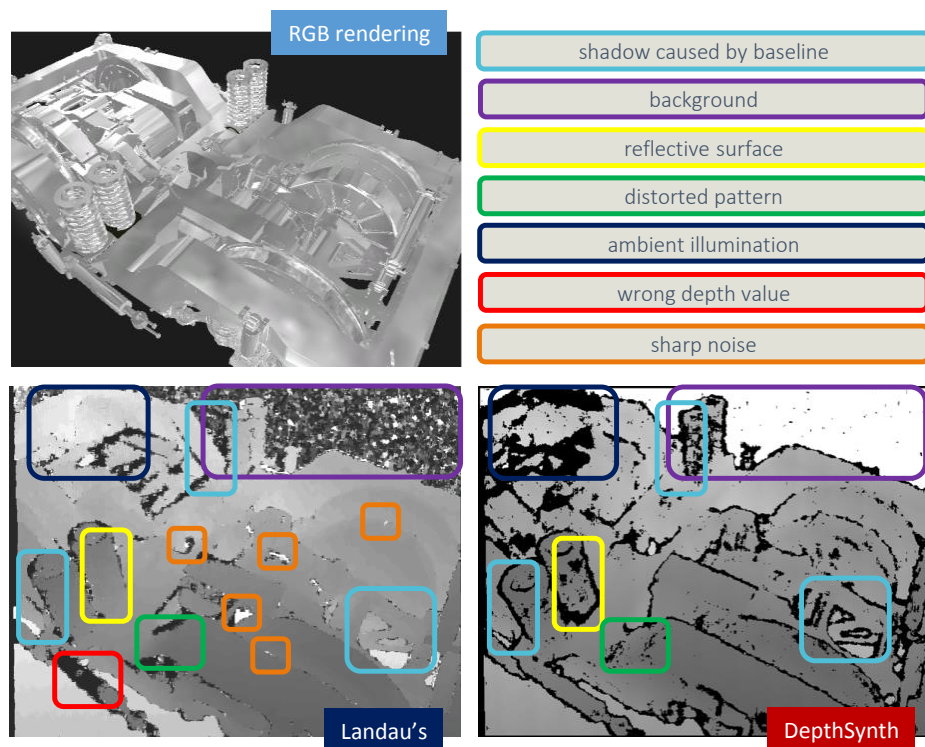 RGB rendering
shadow caused by baseline
background
reflective surface
distorted pattern
ambient illumination
wrong depth value
sharp noise
Landau's
DepthSynth